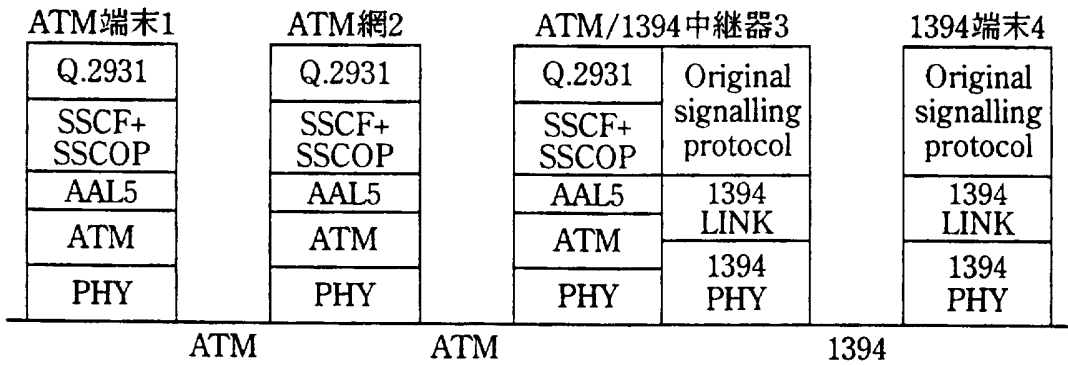 ATM端末1
ATM網2
ATM/1394中継器3
1394端末4
Q.2931
SSCF+
SSCOP
AAL5
ATM
PHY
Q.2931
SSCF+
SSCOP
AAL5
ATM
PHY
Q.2931
SSCF+
SSCOP
AAL5
ATM
PHY
Original
signalling
protocol
1394
LINK
1394
PHY
Original
signalling
protocol
1394
LINK
1394
PHY
ATM
ATM
1394